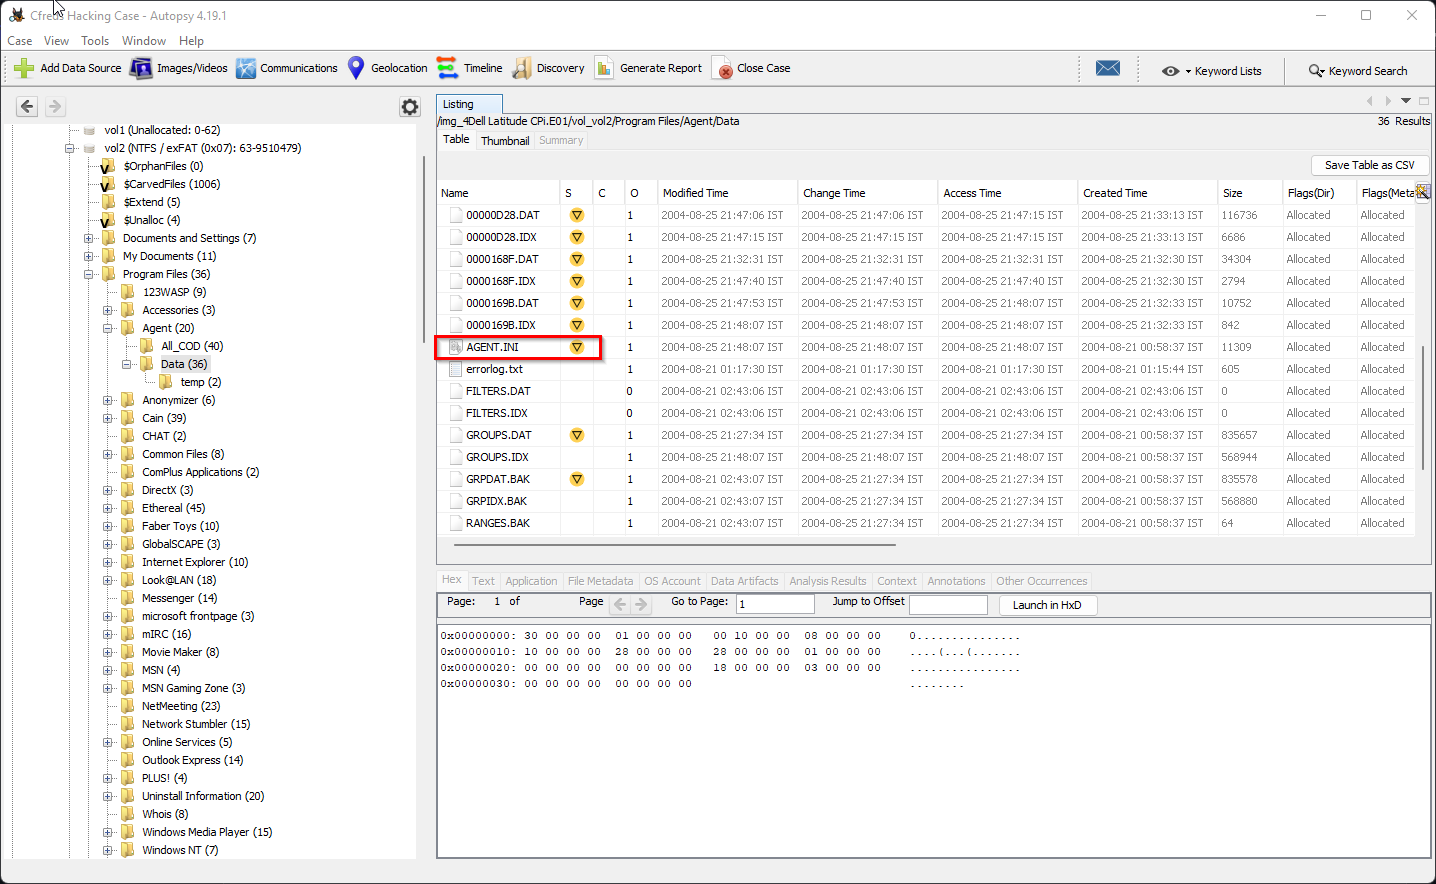 Cfreds Hacking Case - Autopsy 4.19.1
Case View Tools Window Help
Add Data Source Images/Videos Communications Geolocation Timeline Discovery Generate Report Close Case Keyword Lists Keyword Search
vol1 (Unallocated: 0-62)
vol2 (NTFS / exFAT (0x07): 63-9510479)
$OrphanFiles (0)
$CarvedFiles (1006)
$Extend (5)
$Unalloc (4)
Documents and Settings (7)
My Documents (11)
Program Files (36)
123WASP (9)
Accessories (3)
Agent (20)
All_COD (40)
Data (36)
temp (2)
Anonymizer (6)
Cain (39)
CHAT (2)
Common Files (8)
ComPlus Applications (2)
DirectX (3)
Ethereal (45)
Faber Toys (10)
GlobalSCAPE (3)
Internet Explorer (10)
Look@LAN (18)
Messenger (14)
microsoft frontpage (3)
mIRC (16)
Movie Maker (8)
MSN (4)
MSN Gaming Zone (3)
NetMeeting (23)
Network Stumbler (15)
Online Services (5)
Outlook Express (14)
PLUS! (4)
Uninstall Information (20)
Whois (8)
Windows Media Player (15)
Windows NT (7)
Listing
/img_4Dell Latitude CPi.E01/vol_vol2/Program Files/Agent/Data 36 Results
Table Thumbnail Summary
Save Table as CSV
Name S C O Modified Time Change Time Access Time Created Time Size Flags(Dir) Flags(Meta
00000D28.DAT 1 2004-08-25 21:47:06 IST 2004-08-25 21:47:06 IST 2004-08-25 21:47:15 IST 2004-08-25 21:33:13 IST 116736 Allocated Allocated
00000D28.IDX 1 2004-08-25 21:47:15 IST 2004-08-25 21:47:15 IST 2004-08-25 21:47:15 IST 2004-08-25 21:33:13 IST 6686 Allocated Allocated
0000168F.DAT 1 2004-08-25 21:32:31 IST 2004-08-25 21:32:31 IST 2004-08-25 21:32:31 IST 2004-08-25 21:32:30 IST 34304 Allocated Allocated
0000168F.IDX 1 2004-08-25 21:47:40 IST 2004-08-25 21:47:40 IST 2004-08-25 21:47:40 IST 2004-08-25 21:32:30 IST 2794 Allocated Allocated
0000169B.DAT 1 2004-08-25 21:47:53 IST 2004-08-25 21:47:53 IST 2004-08-25 21:48:07 IST 2004-08-25 21:32:33 IST 10752 Allocated Allocated
0000169B.IDX 1 2004-08-25 21:48:07 IST 2004-08-25 21:48:07 IST 2004-08-25 21:48:07 IST 2004-08-25 21:32:33 IST 842 Allocated Allocated
AGENT.INI 1 2004-08-25 21:48:07 IST 2004-08-25 21:48:07 IST 2004-08-25 21:48:07 IST 2004-08-21 00:58:37 IST 11309 Allocated Allocated
errorlog.txt 1 2004-08-21 01:17:30 IST 2004-08-21 01:17:30 IST 2004-08-21 01:17:30 IST 2004-08-21 01:15:44 IST 605 Allocated Allocated
FILTERS.DAT 0 2004-08-21 02:43:06 IST 2004-08-21 02:43:06 IST 2004-08-21 02:43:06 IST 2004-08-21 02:43:06 IST 0 Allocated Allocated
FILTERS.IDX 0 2004-08-21 02:43:06 IST 2004-08-21 02:43:06 IST 2004-08-21 02:43:06 IST 2004-08-21 02:43:06 IST 0 Allocated Allocated
GROUPS.DAT 1 2004-08-25 21:27:34 IST 2004-08-25 21:27:34 IST 2004-08-25 21:27:34 IST 2004-08-21 00:58:37 IST 835657 Allocated Allocated
GROUPS.IDX 1 2004-08-25 21:48:07 IST 2004-08-25 21:48:07 IST 2004-08-25 21:48:07 IST 2004-08-21 00:58:37 IST 568944 Allocated Allocated
GRPDAT.BAK 1 2004-08-21 02:43:07 IST 2004-08-25 21:27:34 IST 2004-08-25 21:27:34 IST 2004-08-21 00:58:37 IST 835578 Allocated Allocated
GRPIDX.BAK 1 2004-08-21 02:43:07 IST 2004-08-25 21:27:34 IST 2004-08-25 21:27:34 IST 2004-08-21 00:58:37 IST 568880 Allocated Allocated
RANGES.BAK 1 2004-08-21 02:43:07 IST 2004-08-25 21:27:34 IST 2004-08-25 21:27:34 IST 2004-08-21 00:58:37 IST 64 Allocated Allocated
Hex Text Application File Metadata OS Account Data Artifacts Analysis Results Context Annotations Other Occurrences
Page: 1 of Page Go to Page: 1 Jump to Offset Launch in HxD
0x00000000: 30 00 00 00 01 00 00 00 00 10 00 00 08 00 00 00 0...............
0x00000010: 10 00 00 00 28 00 00 00 28 00 00 00 01 00 00 00 ....(...(.......
0x00000020: 00 00 00 00 00 00 00 00 18 00 00 00 03 00 00 00 ................
0x00000030: 00 00 00 00 00 00 00 00 ........